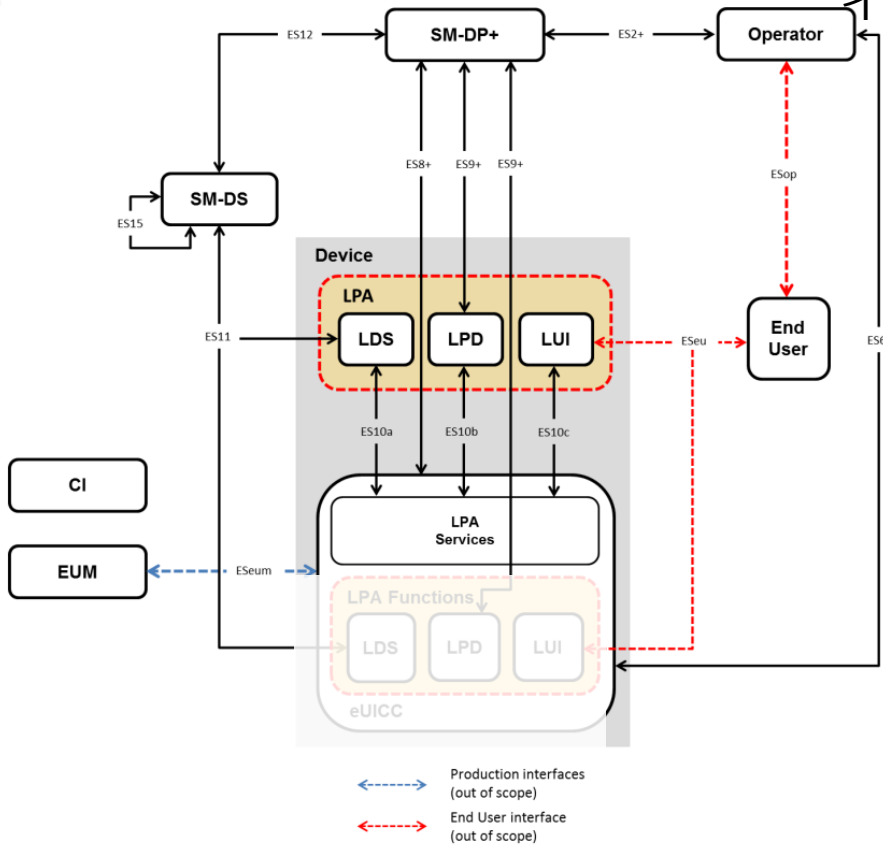 ES12
SM-DP+
ES2+
Operator
ES8+
ES9+
ES9+
ESop
SM-DS
ES15
Device
LPA
LDS
LPD
LUI
ES11
ESeu
End
User
ES6
ES10a
ES10b
ES10c
CI
LPA
Services
EUM
ESeum
LPA Functions
LDS
LPD
LUI
eUICC
Production interfaces
(out of scope)
End User interface
(out of scope)